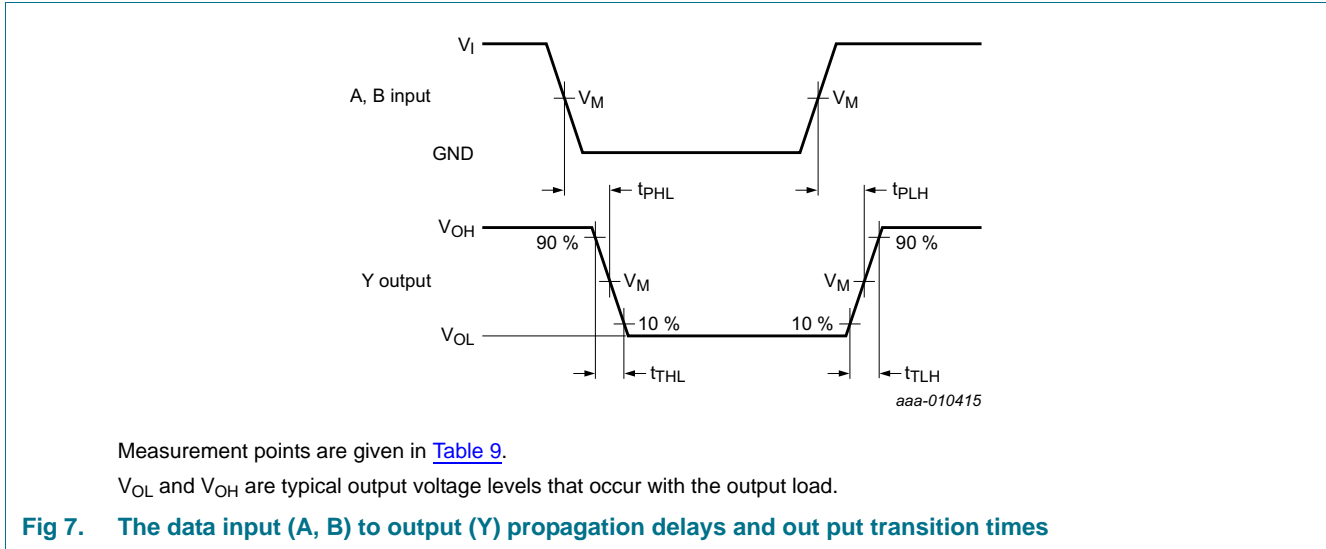 VI
A, B input
VM
VM
GND
tPHL
tPLH
VOH
90 %
90 %
Y output
VM
VM
10 %
10 %
VOL
tTHL
tTLH
aaa-010415
Measurement points are given in Table 9.
VOL and VOH are typical output voltage levels that occur with the output load.
Fig 7. The data input (A, B) to output (Y) propagation delays and out put transition times